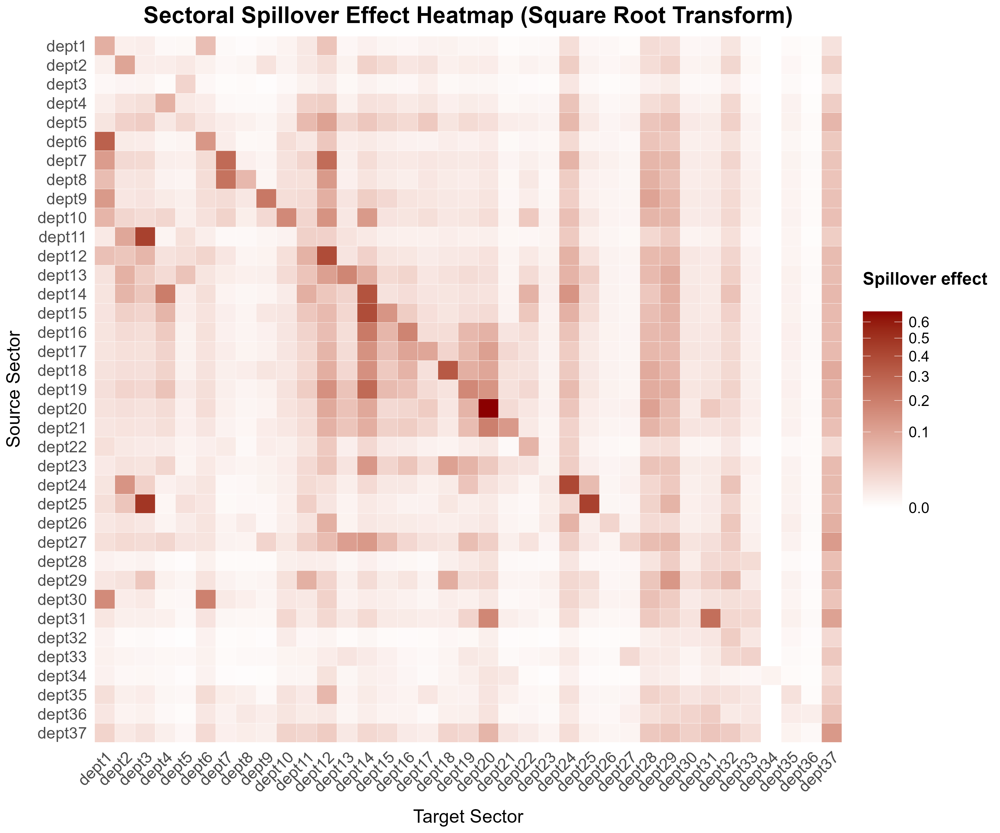 Sectoral Spillover Effect Heatmap (Square Root Transform)
Source Sector
dept1
dept2
dept3
dept4
dept5
dept6
dept7
dept8
dept9
dept10
dept11
dept12
dept13
dept14
dept15
dept16
dept17
dept18
dept19
dept20
dept21
dept22
dept23
dept24
dept25
dept26
dept27
dept28
dept29
dept30
dept31
dept32
dept33
dept34
dept35
dept36
dept37
dept1
dept2
dept3
dept4
dept5
dept6
dept7
dept8
dept9
dept10
dept11
dept12
dept13
dept14
dept15
dept16
dept17
dept18
dept19
dept20
dept21
dept22
dept23
dept24
dept25
dept26
dept27
dept28
dept29
dept30
dept31
dept32
dept33
dept34
dept35
dept36
dept37
Target Sector
Spillover effect
0.6
0.5
0.4
0.3
0.2
0.1
0.0